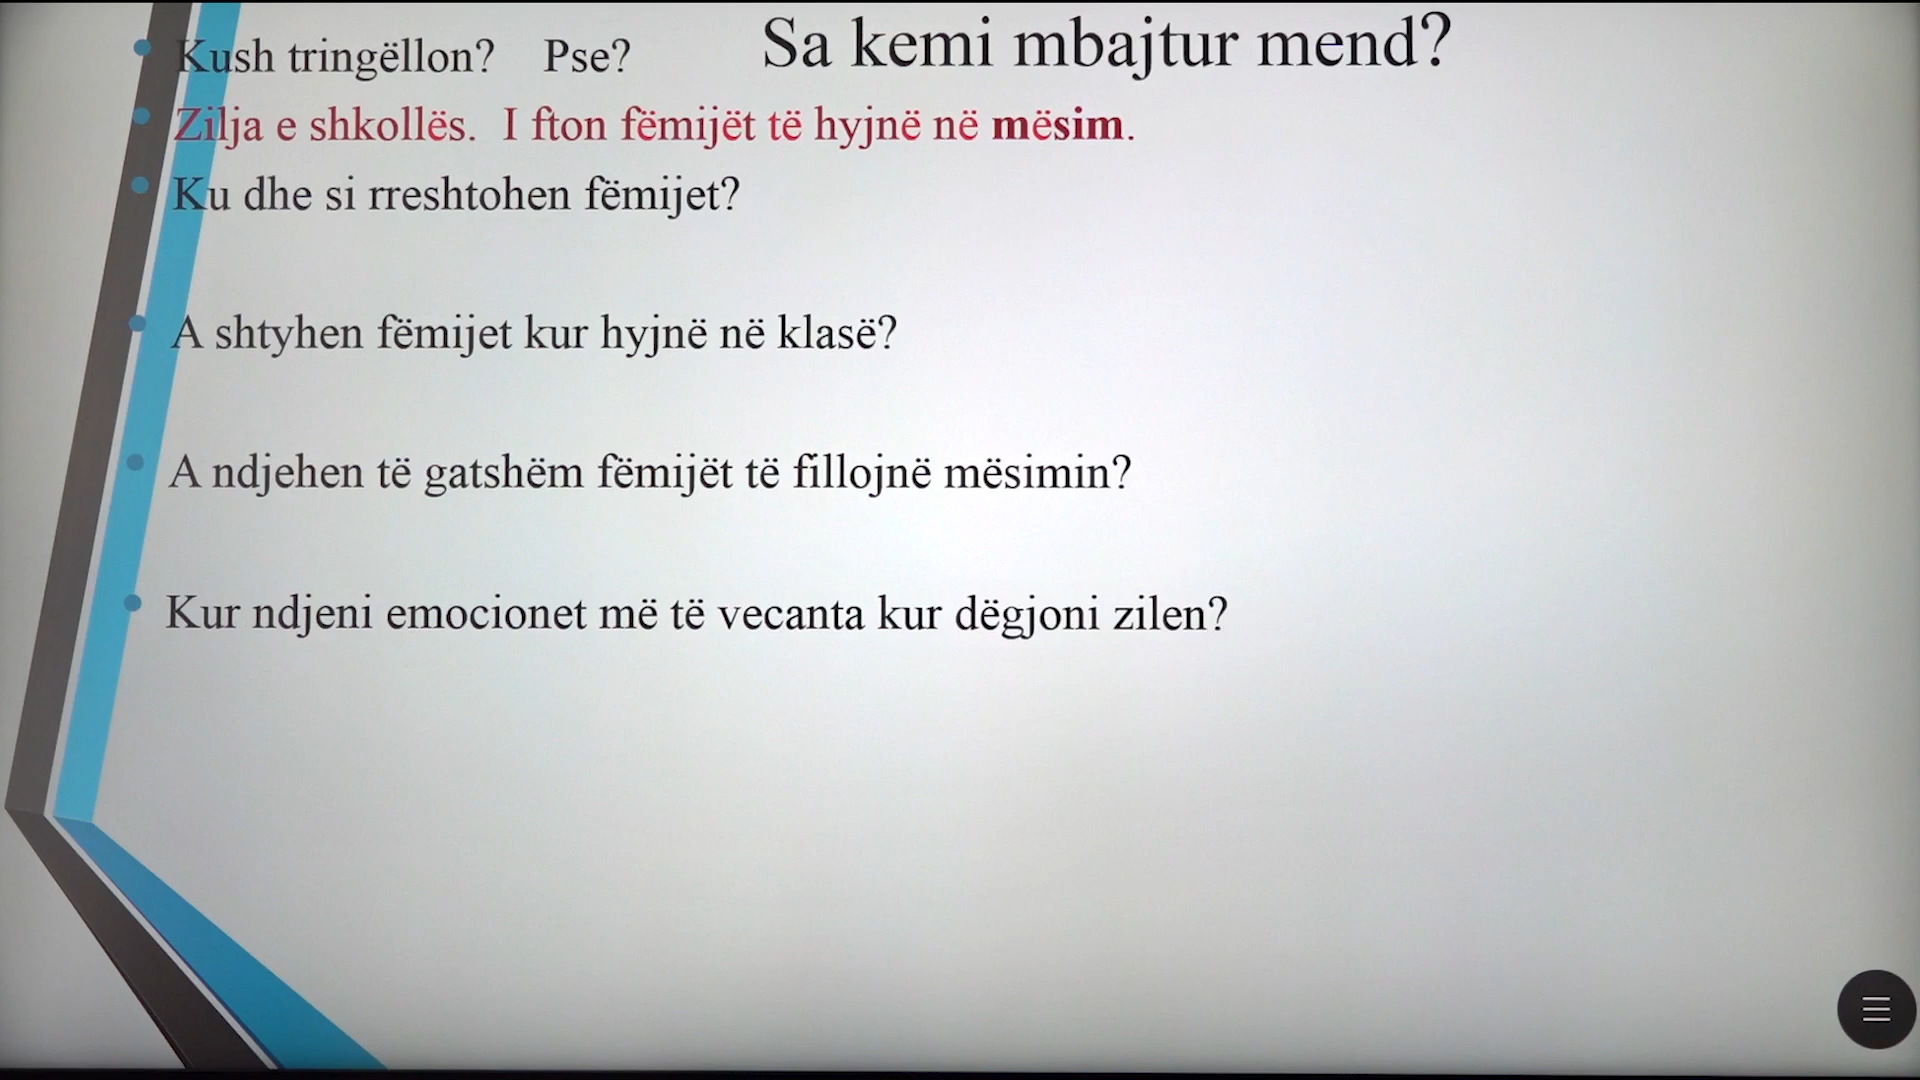 Sa kemi mbajtur mend?
Kush tringëllon? Pse?
Zilja e shkollës. I fton fëmijët të hyjnë në mësim.
Ku dhe si rreshtohen fëmijet?
A shtyhen fëmijet kur hyjnë në klasë?
A ndjehen të gatshëm fëmijët të fillojnë mësimin?
Kur ndjeni emocionet më të vecanta kur dëgjoni zilen?